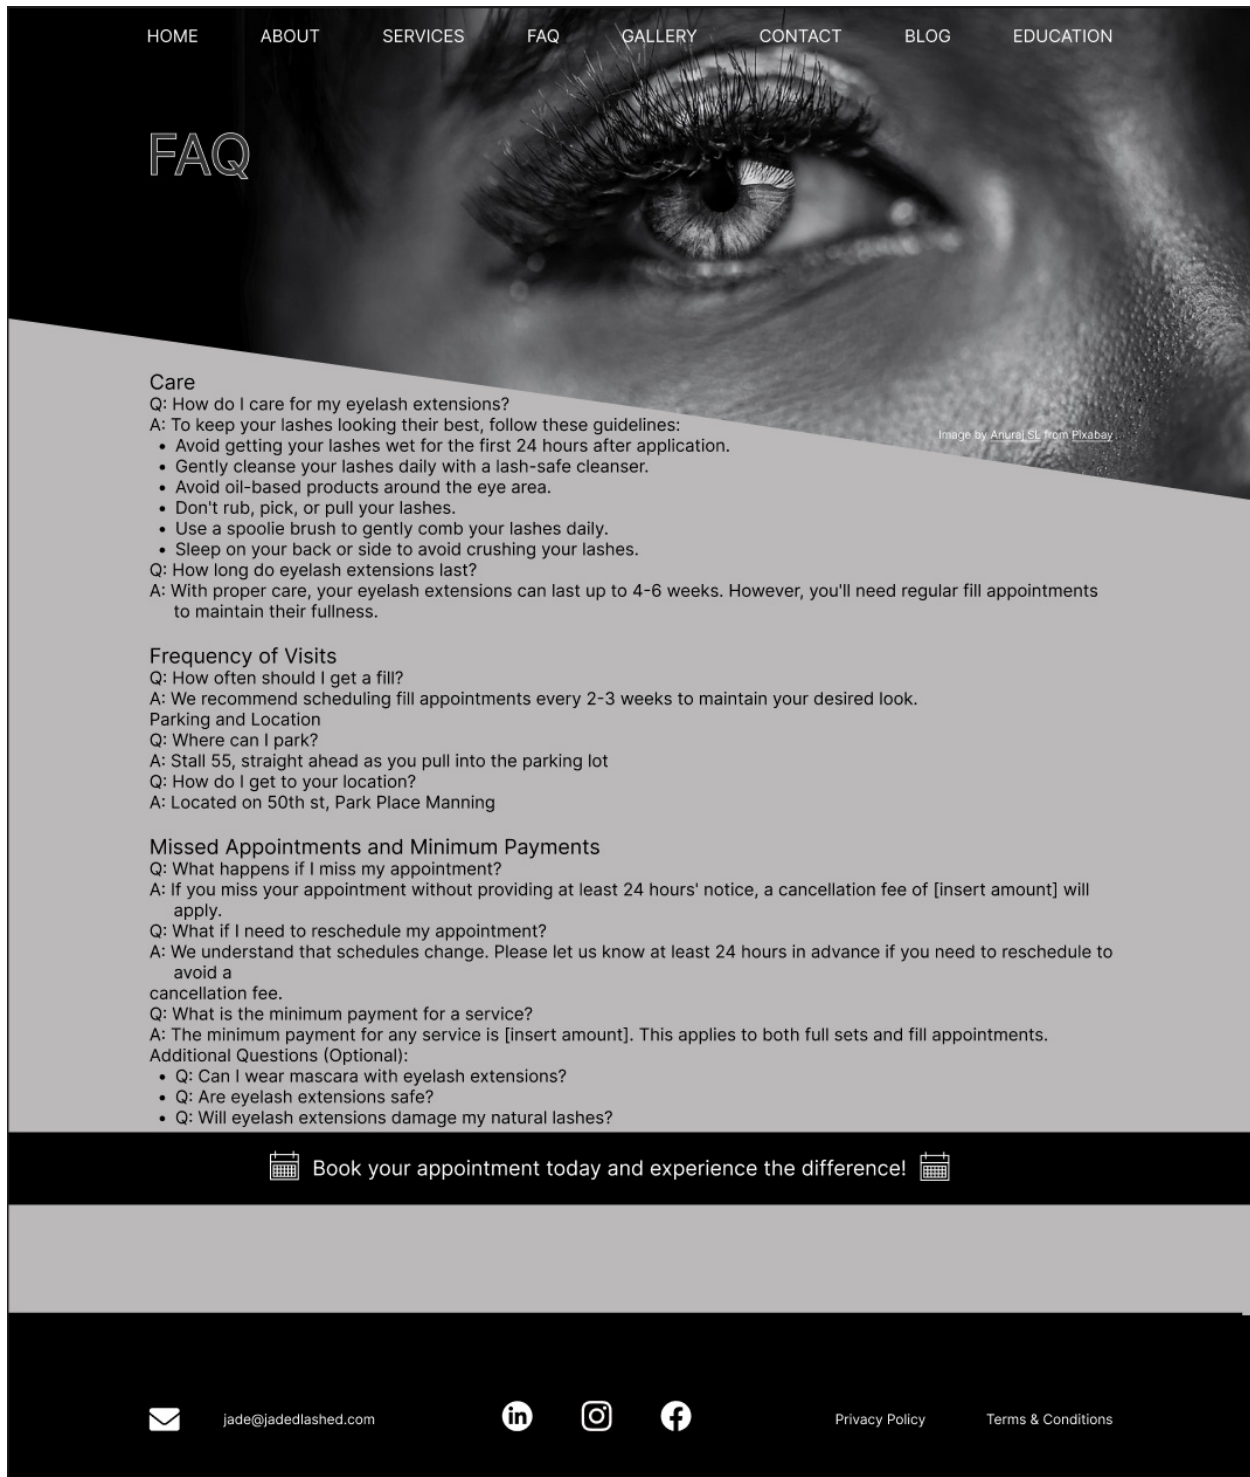 HOME ABOUT SERVICES FAQ GALLERY CONTACT BLOG EDUCATION
FAQ
Image by Anuraj SL from Pixabay
Care
Q: How do I care for my eyelash extensions?
A: To keep your lashes looking their best, follow these guidelines:
• Avoid getting your lashes wet for the first 24 hours after application.
• Gently cleanse your lashes daily with a lash-safe cleanser.
• Avoid oil-based products around the eye area.
• Don't rub, pick, or pull your lashes.
• Use a spoolie brush to gently comb your lashes daily.
• Sleep on your back or side to avoid crushing your lashes.
Q: How long do eyelash extensions last?
A: With proper care, your eyelash extensions can last up to 4-6 weeks. However, you'll need regular fill appointments
to maintain their fullness.
Frequency of Visits
Q: How often should I get a fill?
A: We recommend scheduling fill appointments every 2-3 weeks to maintain your desired look.
Parking and Location
Q: Where can I park?
A: Stall 55, straight ahead as you pull into the parking lot
Q: How do I get to your location?
A: Located on 50th st, Park Place Manning
Missed Appointments and Minimum Payments
Q: What happens if I miss my appointment?
A: If you miss your appointment without providing at least 24 hours' notice, a cancellation fee of [insert amount] will
apply.
Q: What if I need to reschedule my appointment?
A: We understand that schedules change. Please let us know at least 24 hours in advance if you need to reschedule to
avoid a
cancellation fee.
Q: What is the minimum payment for a service?
A: The minimum payment for any service is [insert amount]. This applies to both full sets and fill appointments.
Additional Questions (Optional):
• Q: Can I wear mascara with eyelash extensions?
• Q: Are eyelash extensions safe?
• Q: Will eyelash extensions damage my natural lashes?
Book your appointment today and experience the difference!
jade@jadedlashed.com in Privacy Policy Terms & Conditions